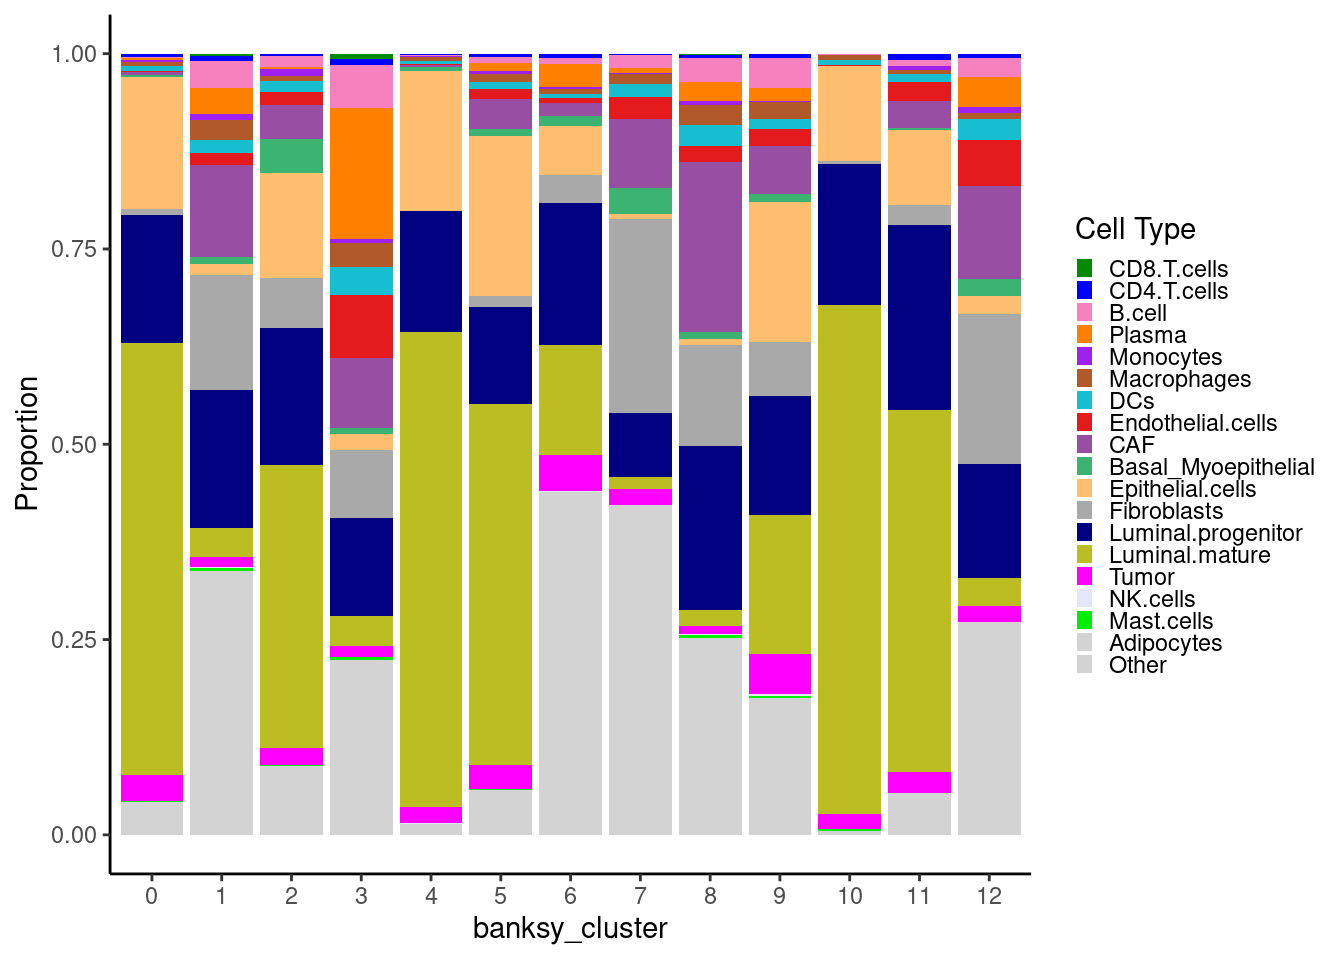 1.00
0.75
0.50
0.25
0.00
Proportion
0 1 2 3 4 5 6 7 8 9 10 11 12
banksy_cluster
Cell Type
CD8.T.cells
CD4.T.cells
B.cell
Plasma
Monocytes
Macrophages
DCs
Endothelial.cells
CAF
Basal_Myoepithelial
Epithelial.cells
Fibroblasts
Luminal.progenitor
Luminal.mature
Tumor
NK.cells
Mast.cells
Adipocytes
Other